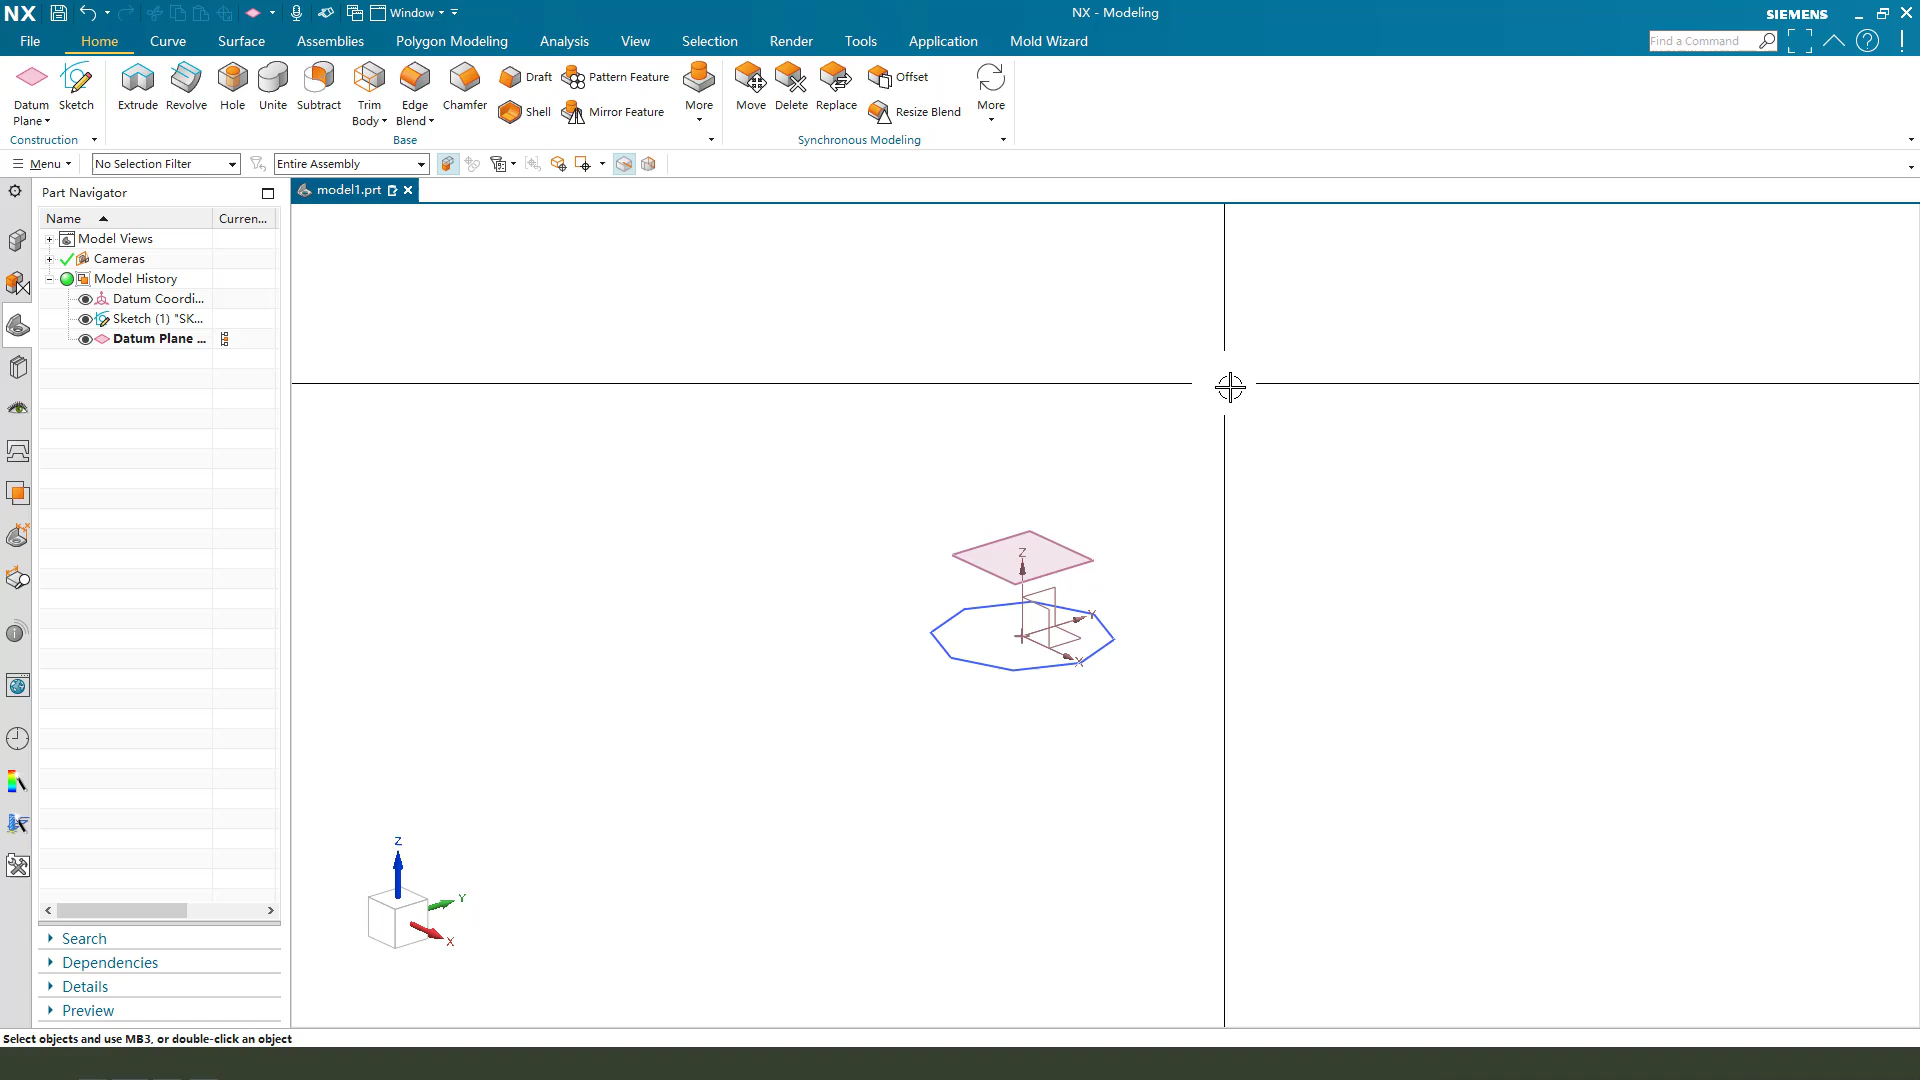 NX
Window
NX - Modeling
SIEMENS
File
Home
Curve
Surface
Assemblies
Polygon Modeling
Analysis
View
Selection
Render
Tools
Application
Mold Wizard
Find a Command
Datum
Plane
Sketch
Extrude
Revolve
Hole
Unite
Subtract
Trim
Body
Edge
Blend
Chamfer
Draft
Shell
Pattern Feature
Mirror Feature
More
Move
Delete
Replace
Offset
Resize Blend
More
Construction
Base
Synchronous Modeling
Menu
No Selection Filter
Entire Assembly
Part Navigator
model1.prt
Name
Curren...
Model Views
Cameras
Model History
Datum Coordi...
Sketch (1) "SK...
Datum Plane ...
Z
Y
X
Z
Y
X
Search
Dependencies
Details
Preview
Select objects and use MB3, or double-click an object